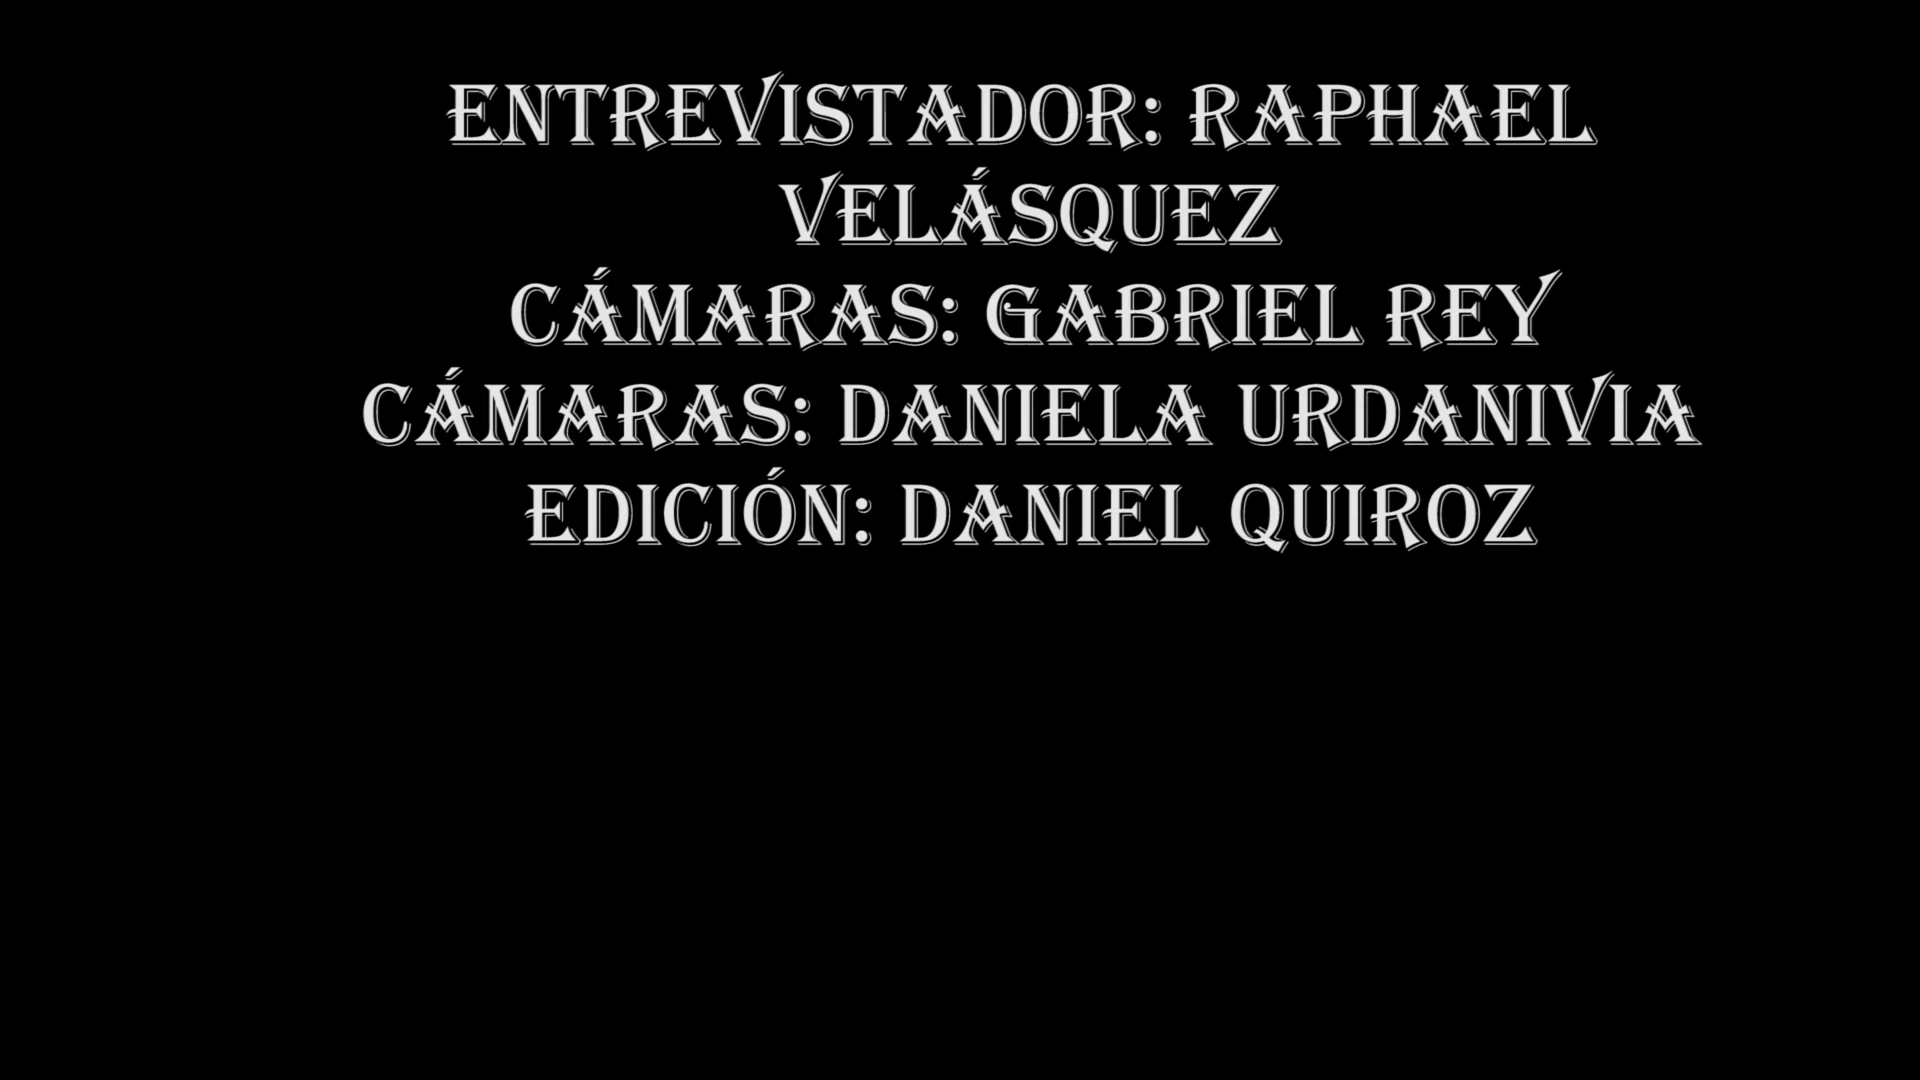 ENTREVISTADOR: RAPHAEL
VELÁSQUEZ
CÁMARAS: GABRIEL REY
CÁMARAS: DANIELA URDANIVIA
EDICIÓN: DANIEL QUIROZ